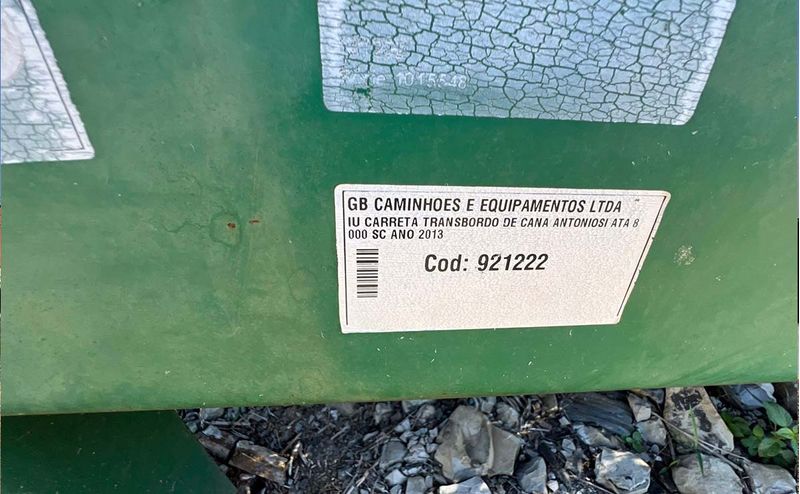 GB CAMINHOES E EQUIPAMENTOS LTDA
IU CARRETA TRANSBORDO DE CANA ANTONIOSI ATA 8
000 SC ANO 2013
Cod: 921222